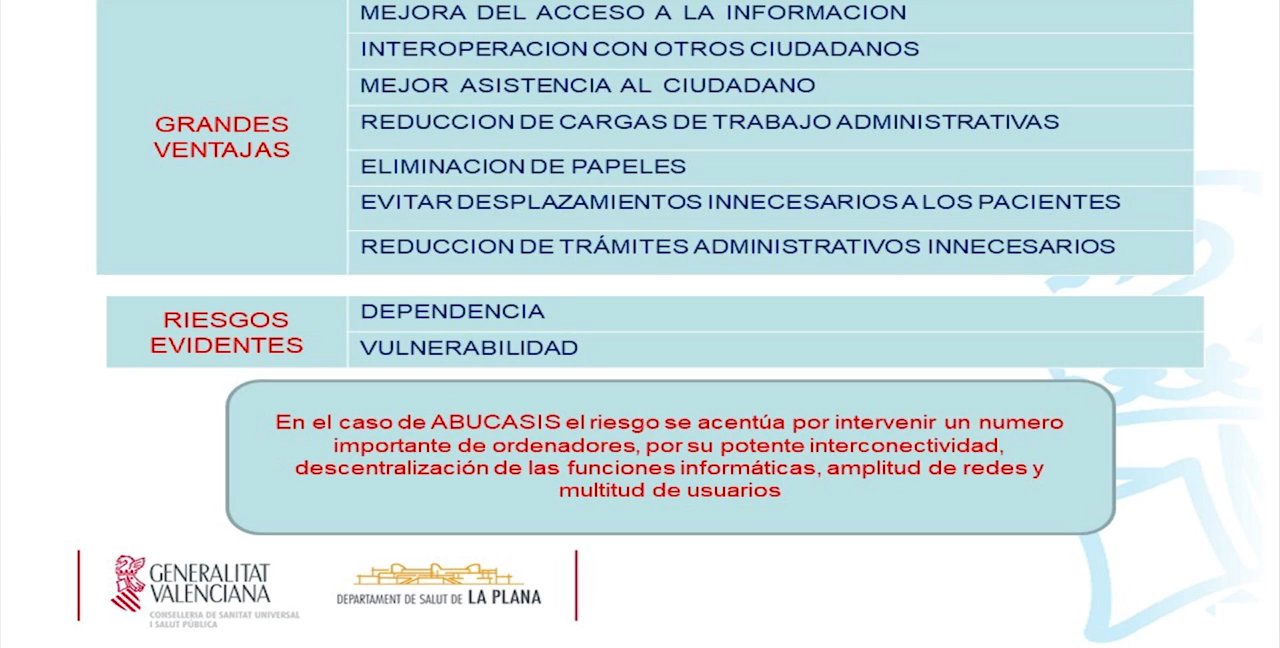 MEJORA DEL ACCESO A LA INFORMACION
INTEROPERACION CON OTROS CIUDADANOS
MEJOR ASISTENCIA AL CIUDADANO
GRANDES
VENTAJAS
REDUCCION DE CARGAS DE TRABAJO ADMINISTRATIVAS
ELIMINACION DE PAPELES
EVITAR DESPLAZAMIENTOS INNECESARIOS A LOS PACIENTES
REDUCCION DE TRÁMITES ADMINISTRATIVOS INNECESARIOS
RIESGOS
EVIDENTES
DEPENDENCIA
VULNERABILIDAD
En el caso de ABUCASIS el riesgo se acentúa por intervenir un numero
importante de ordenadores, por su potente interconectividad,
descentralización de las funciones informáticas, amplitud de redes y
multitud de usuarios
GENERALITAT
VALENCIANA
CONSELLERIA DE SANITAT UNIVERSAL
I SALUT PÚBLICA
DEPARTAMENT DE SALUT DE LA PLANA